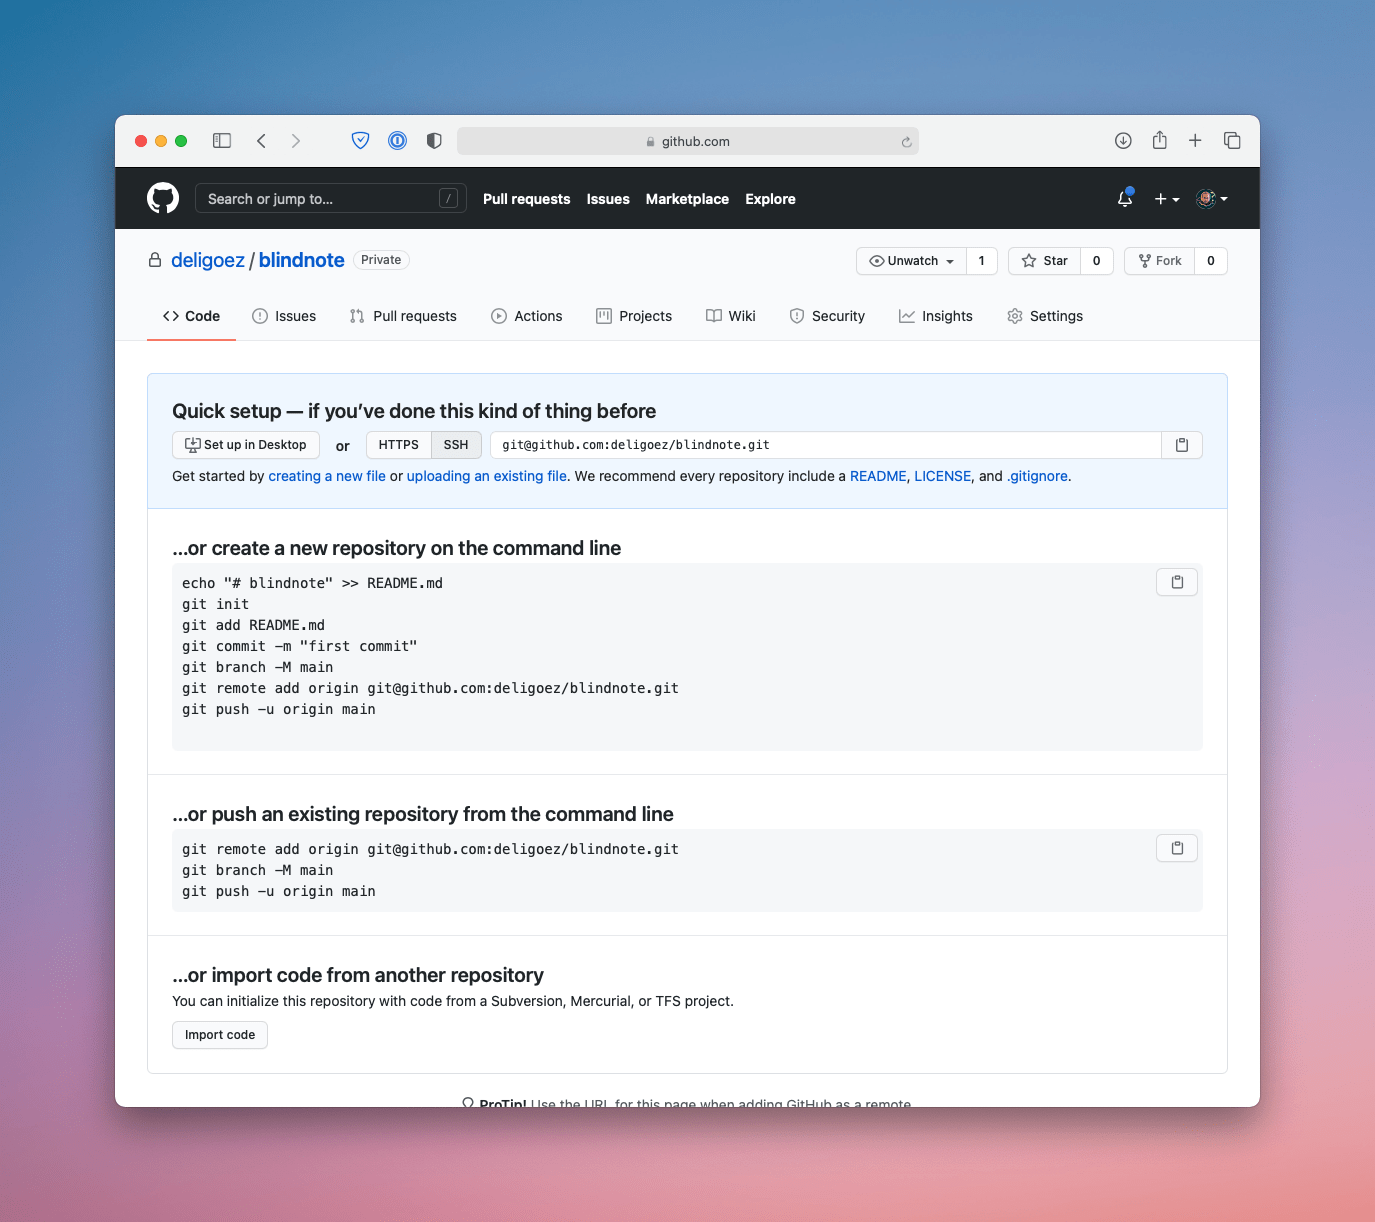 github.com
Search or jump to... /
Pull requests Issues Marketplace Explore
deligoez / blindnote Private
Unwatch 1 Star 0 Fork 0
Code Issues Pull requests Actions Projects Wiki Security Insights Settings
Quick setup — if you’ve done this kind of thing before
Set up in Desktop or HTTPS SSH git@github.com:deligoez/blindnote.git
Get started by creating a new file or uploading an existing file. We recommend every repository include a README, LICENSE, and .gitignore.
…or create a new repository on the command line
echo "# blindnote" >> README.md
git init
git add README.md
git commit -m "first commit"
git branch -M main
git remote add origin git@github.com:deligoez/blindnote.git
git push -u origin main
…or push an existing repository from the command line
git remote add origin git@github.com:deligoez/blindnote.git
git branch -M main
git push -u origin main
…or import code from another repository
You can initialize this repository with code from a Subversion, Mercurial, or TFS project.
Import code
ProTip! Use the URL for this page when adding GitHub as a remote.